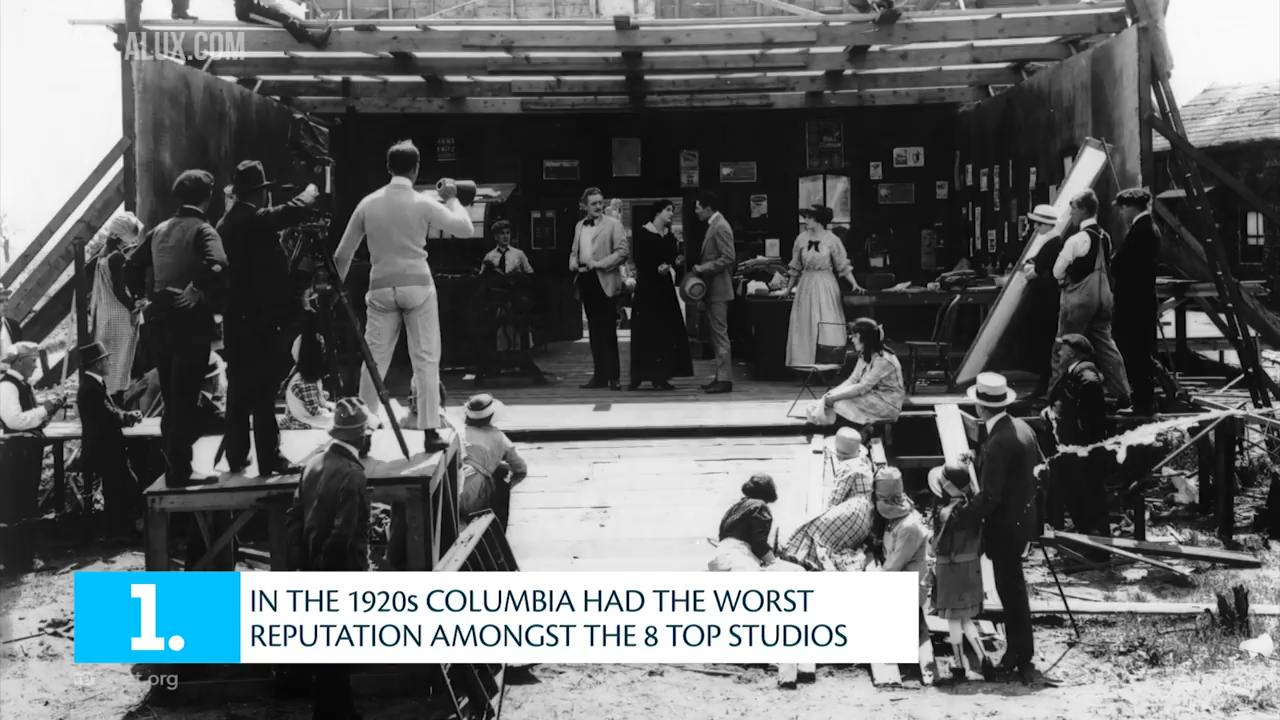 ALUX.COM
1.
IN THE 1920s COLUMBIA HAD THE WORST
REPUTATION AMONGST THE 8 TOP STUDIOS